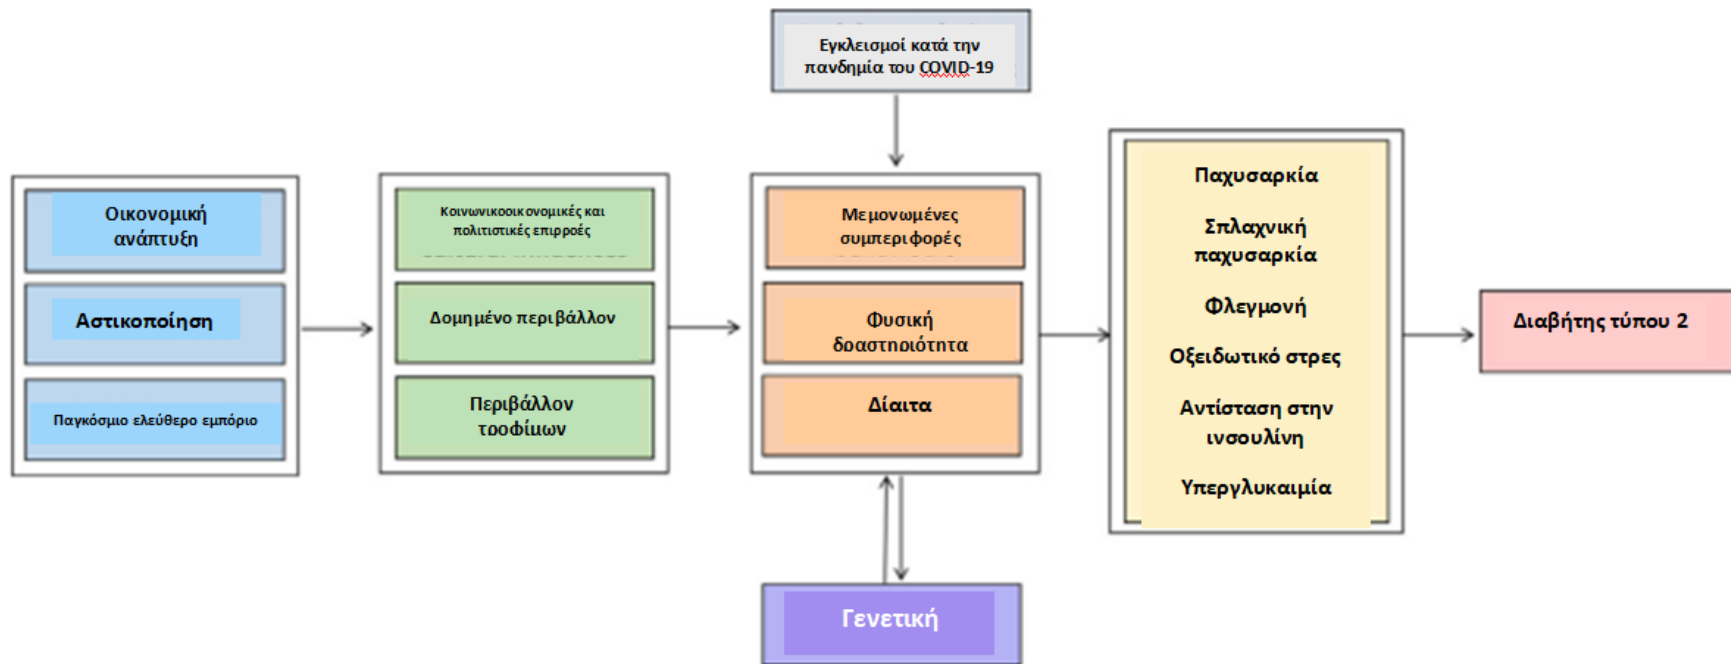 Εγκλεισμοί κατά την
πανδημία του COVID-19
Οικονομική
ανάπτυξη
Αστικοποίηση
Παγκόσμιο ελεύθερο εμπόριο
Κοινωνικοοικονομικές και
πολιτιστικές επιρροές
Δομημένο περιβάλλον
Περιβάλλον
τροφίμων
Μεμονωμένες
συμπεριφορές
Φυσική
δραστηριότητα
Δίαιτα
Γενετική
Παχυσαρκία
Σπλαχνική
παχυσαρκία
Φλεγμονή
Οξειδωτικό στρες
Αντίσταση στην
ινσουλίνη
Υπεργλυκαιμία
Διαβήτης τύπου 2